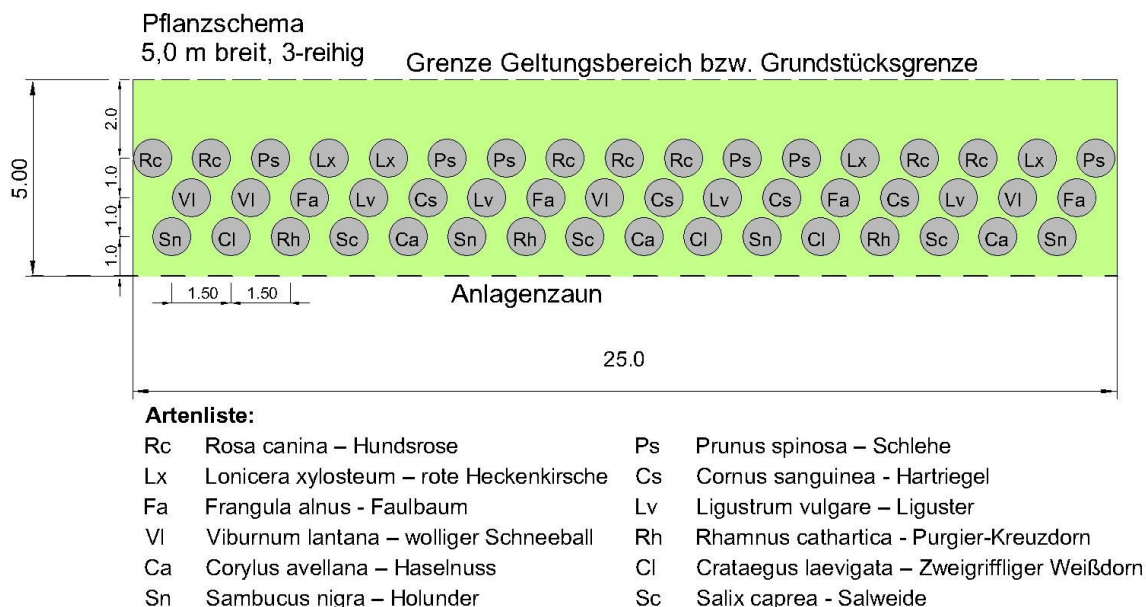 Pflanzschema
5,0 m breit, 3-reihig
Grenze Geltungsbereich bzw. Grundstücksgrenze
5.00
2.0
1.0
1.0
1.0
Rc Rc Ps Lx Lx Ps Ps Rc Rc Rc Ps Ps Lx Rc Rc Lx Ps
Vl Vl Fa Lv Cs Lv Fa Vl Cs Lv Cs Fa Cs Lv Vl Fa
Sn Cl Rh Sc Ca Sn Rh Sc Ca Cl Sn Cl Rh Sc Ca Sn
1.50 1.50
Anlagenzaun
25.0
Artenliste:
Rc Rosa canina – Hundsrose
Lx Lonicera xylosteum – rote Heckenkirsche
Fa Frangula alnus - Faulbaum
Vl Viburnum lantana – wolliger Schneeball
Ca Corylus avellana – Haselnuss
Sn Sambucus nigra – Holunder
Ps Prunus spinosa – Schlehe
Cs Cornus sanguinea - Hartriegel
Lv Ligustrum vulgare – Liguster
Rh Rhamnus cathartica - Purgier-Kreuzdorn
Cl Crataegus laevigata – Zweigriffliger Weißdorn
Sc Salix caprea - Salweide